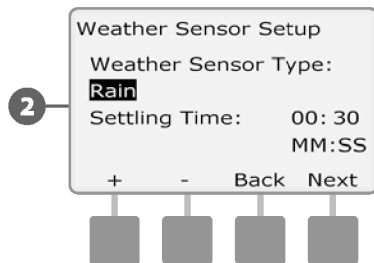 Weather Sensor Setup
Weather Sensor Type:
Rain
2
Settling Time: 00: 30
MM:SS
+ - Back Next